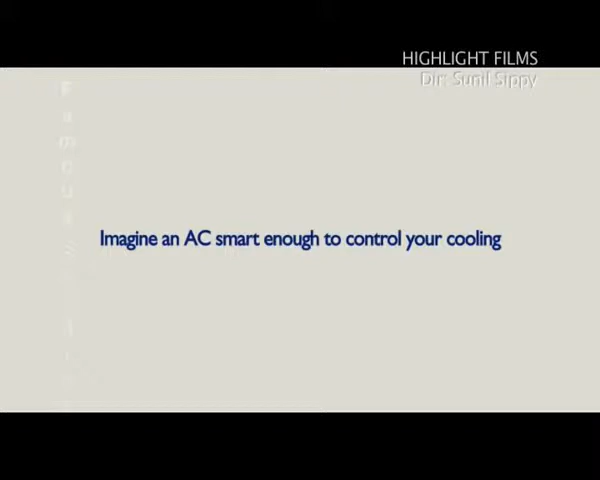 HIGHLIGHT FILMS
Dir: Sunil Sippy
Imagine an AC smart enough to control your cooling